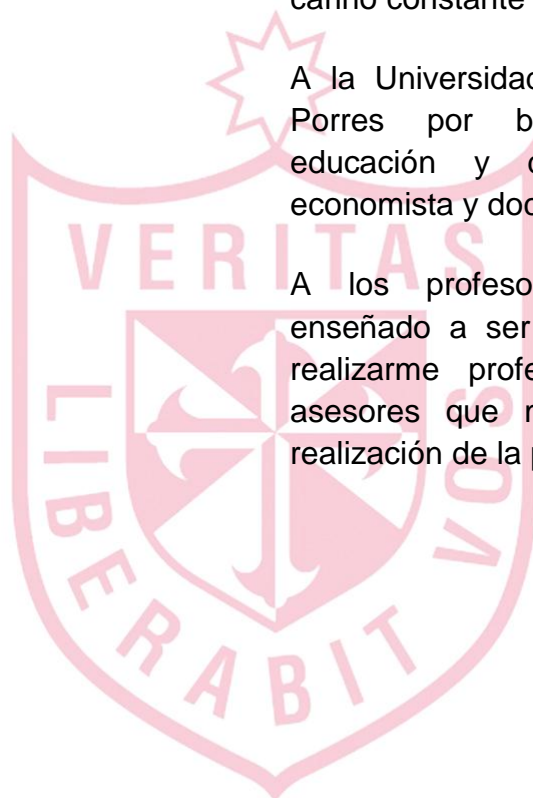 cariño constante
A la Universidad
Porres por b
educación y
economista y doc
A los profeso
enseñado a ser
realizarme profe
asesores que
realización de la
VERITAS
LIBERABIT VOS